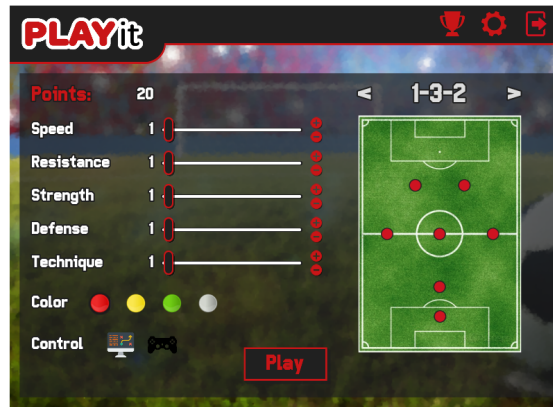 PLAYit
Points: 20
< 1-3-2 >
Speed 1
Resistance 1
Strength 1
Defense 1
Technique 1
Color
Control
Play